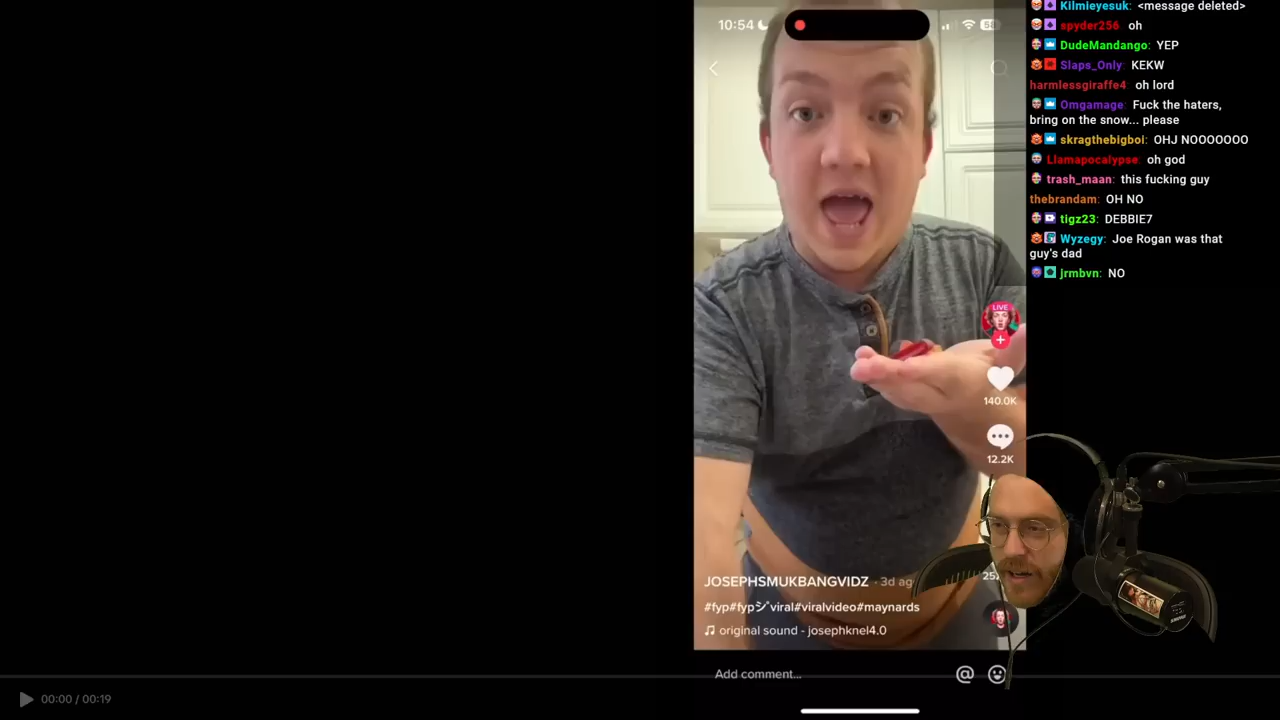 10:54
58
LIVE
140.0K
12.2K
JOSEPHSMUKBANGVIDZ · 3d ag
#fyp#fypシ゚viral#viralvideo#maynards
original sound - josephknel4.0
Add comment...
00:00 / 00:19
Kilmieyesuk: <message deleted>
spyder256 oh
DudeMandango: YEP
Slaps_Only: KEKW
harmlessgiraffe4 oh lord
Omgamage: Fuck the haters,
bring on the snow... please
skragthebigboi: OHJ NOOOOOOO
Llamapocalypse: oh god
trash_maan: this fucking guy
thebrandam: OH NO
tigz23: DEBBIE7
Wyzegy: Joe Rogan was that
guy's dad
jrmbvn: NO